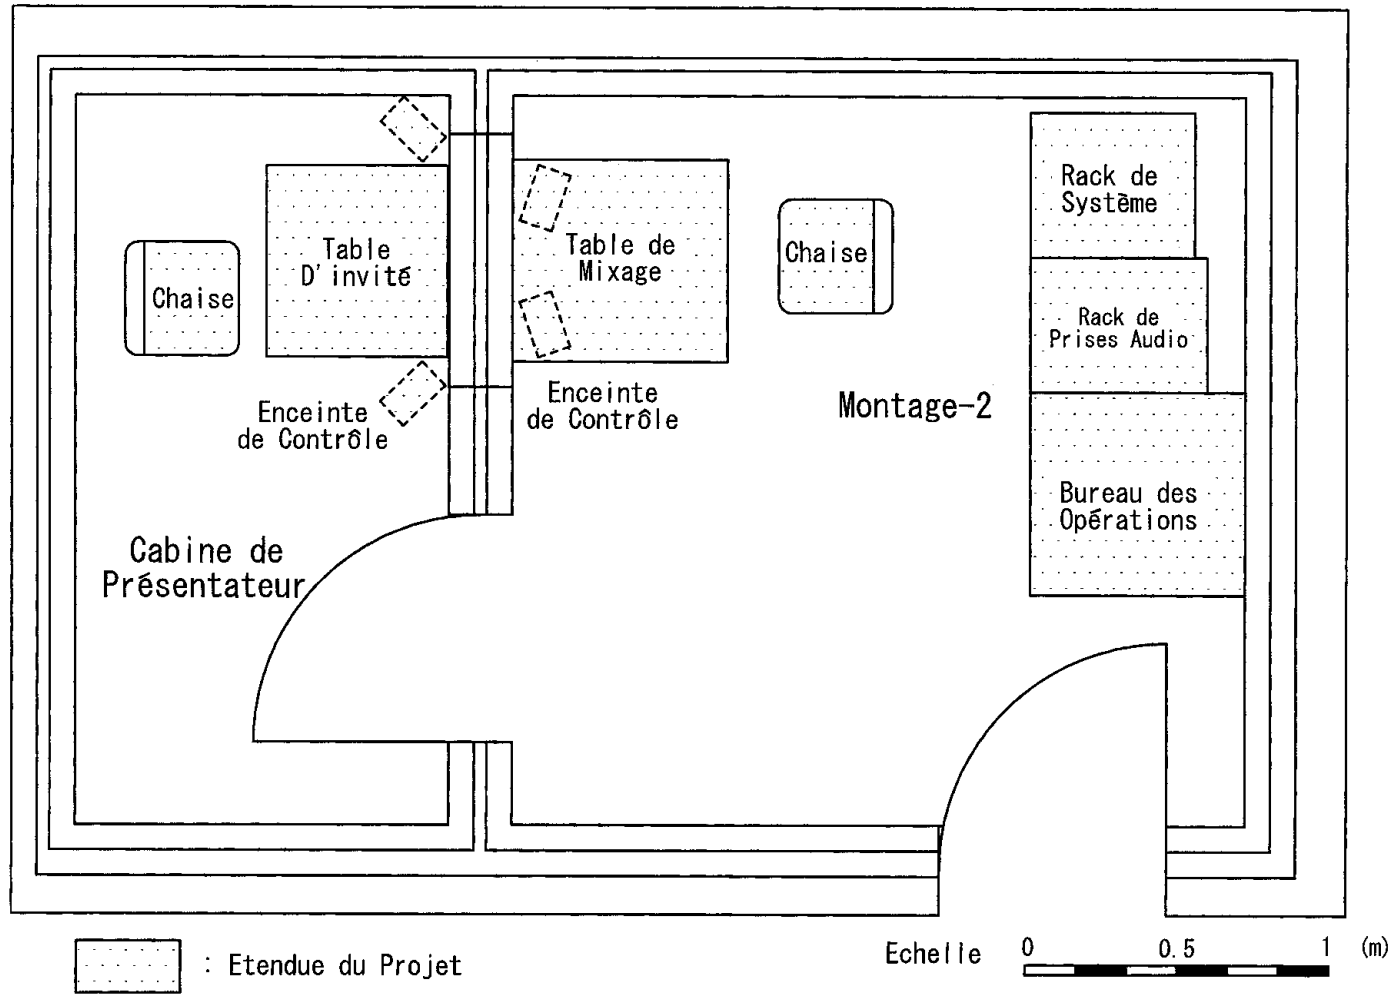 Rack de
Système
Table
D'invité
Table de
Mixage
Chaise
Chaise
Rack de
Prises Audio
Enceinte
de Contrôle
Enceinte
de Contrôle
Montage-2
Bureau des
Opérations
Cabine de
Présentateur
: Etendue du Projet
Echelle 0 0.5 1 (m)